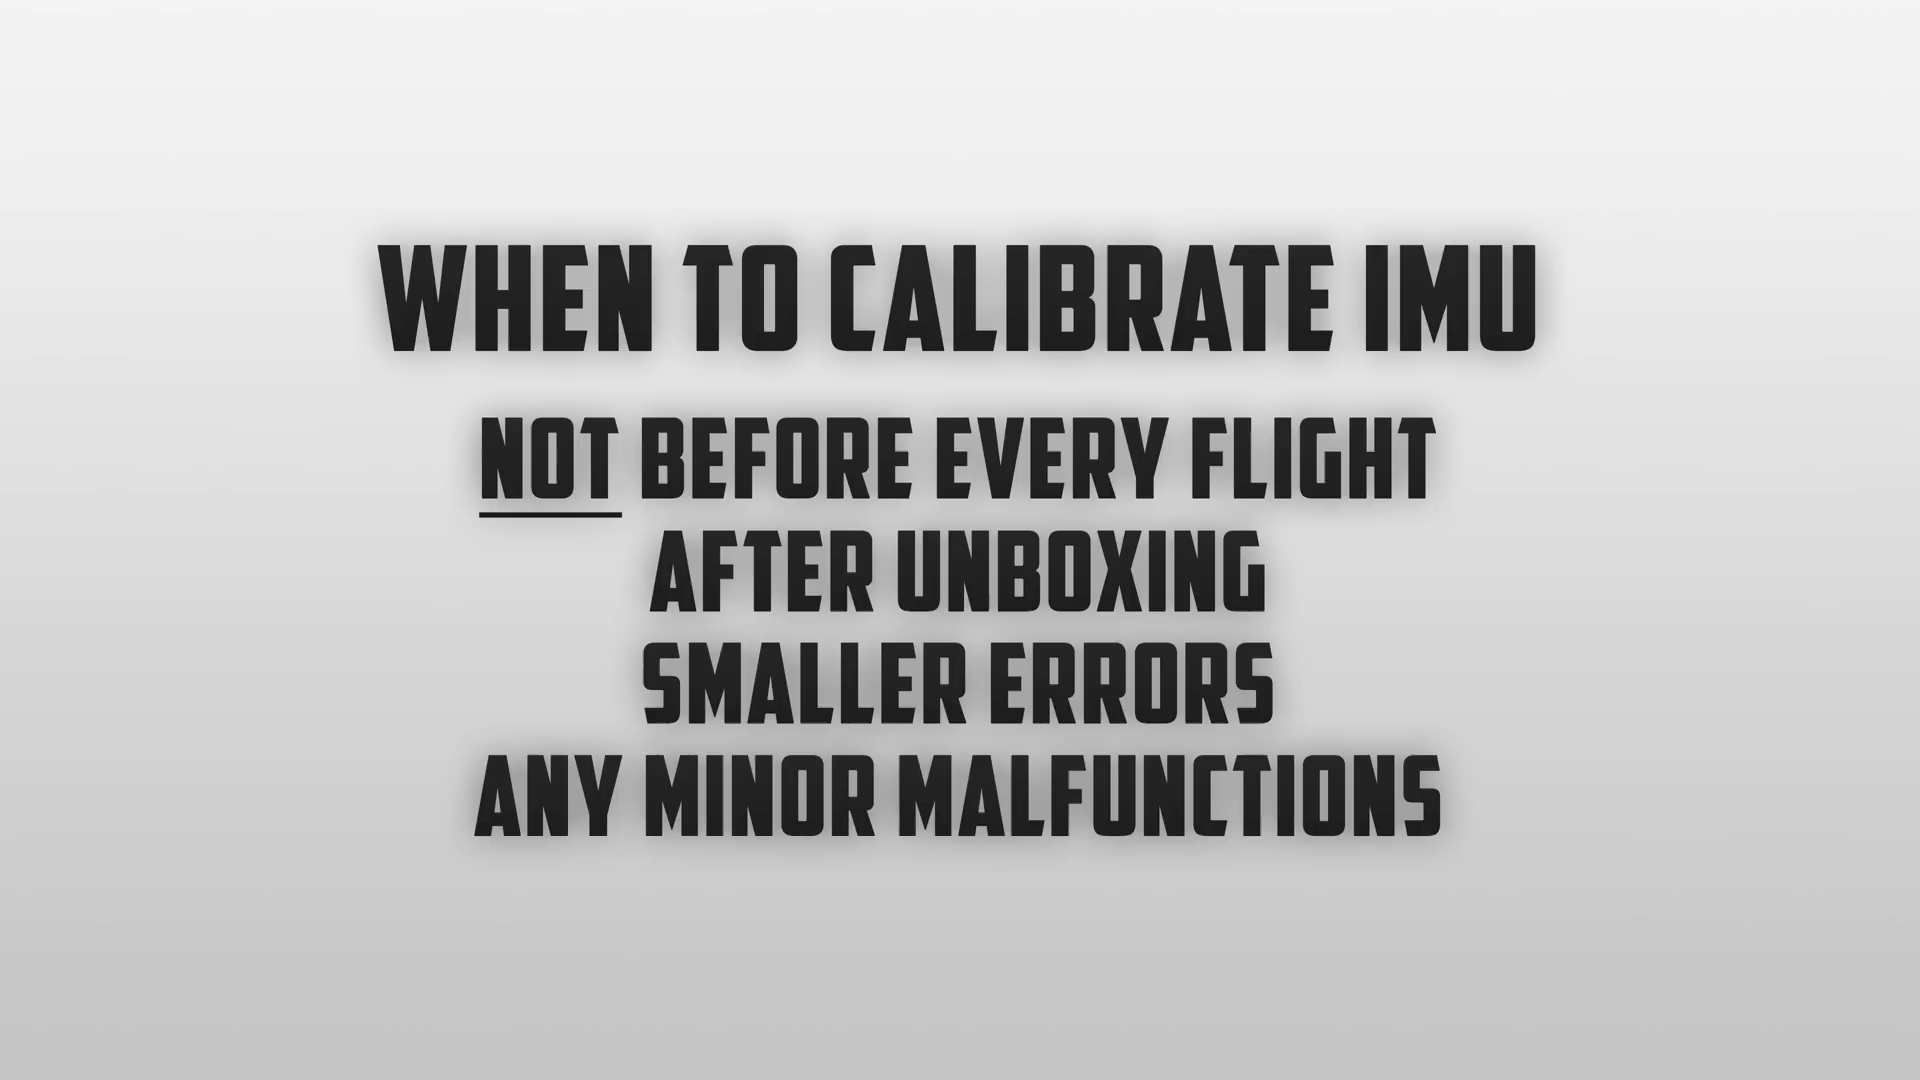 WHEN TO CALIBRATE IMU
NOT BEFORE EVERY FLIGHT
AFTER UNBOXING
SMALLER ERRORS
ANY MINOR MALFUNCTIONS